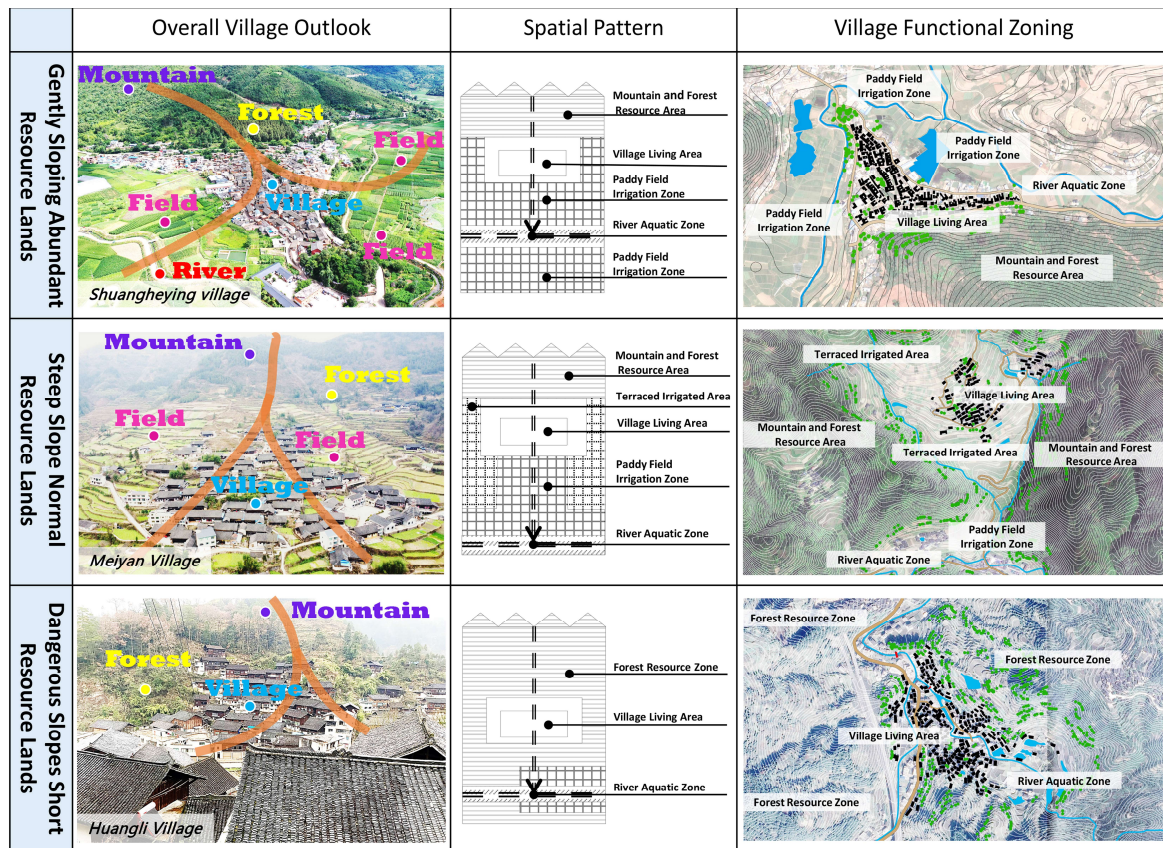 Overall Village Outlook
Spatial Pattern
Village Functional Zoning
Gently Sloping Abundant
Resource Lands
Mountain
Forest
Field
Village
Field
Field
River
Shuangheying village
Mountain and Forest
Resource Area
Village Living Area
Paddy Field
Irrigation Zone
River Aquatic Zone
Paddy Field
Irrigation Zone
Paddy Field
Irrigation Zone
Paddy Field
Irrigation Zone
River Aquatic Zone
Paddy Field
Irrigation Zone
Village Living Area
Mountain and Forest
Resource Area
Steep Slope Normal
Resource Lands
Mountain
Forest
Field
Field
Village
Meiyan Village
Mountain and Forest
Resource Area
Terraced Irrigated Area
Village Living Area
Paddy Field
Irrigation Zone
River Aquatic Zone
Terraced Irrigated Area
Village Living Area
Mountain and Forest
Resource Area
Terraced Irrigated Area
Mountain and Forest
Resource Area
Paddy Field
Irrigation Zone
River Aquatic Zone
Dangerous Slopes Short
Resource Lands
Mountain
Forest
Village
Huangli Village
Forest Resource Zone
Village Living Area
River Aquatic Zone
Forest Resource Zone
Forest Resource Zone
Village Living Area
River Aquatic Zone
Forest Resource Zone